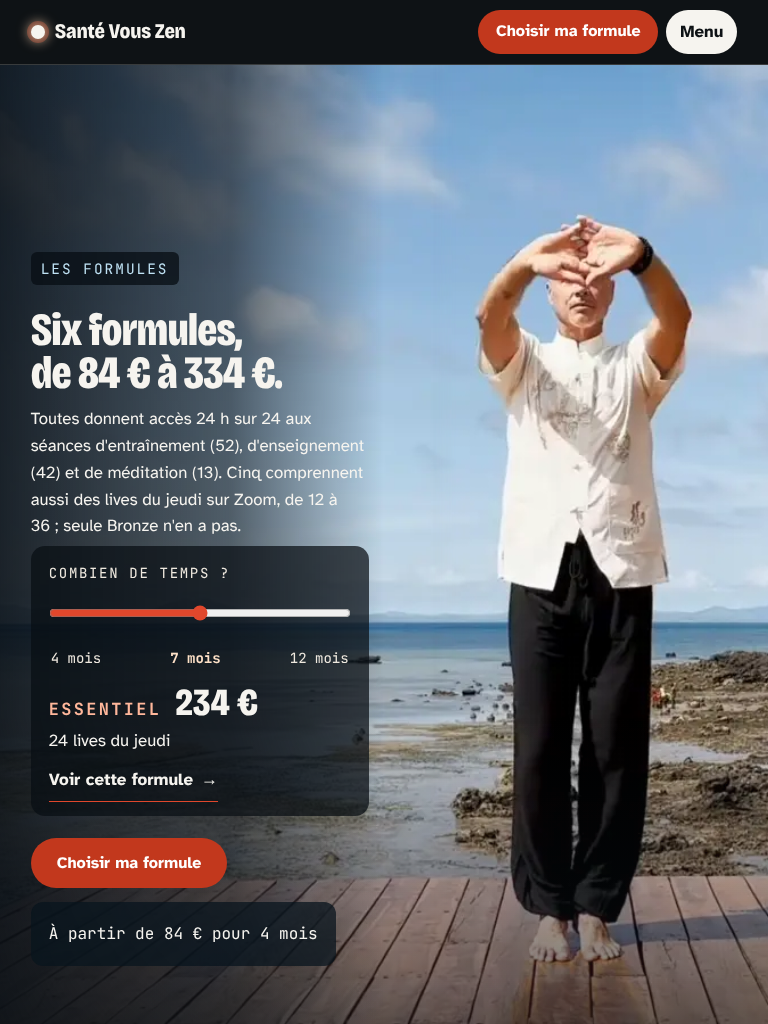 Santé Vous Zen
Choisir ma formule
Menu
LES FORMULES
Six formules,
de 84 € à 334 €.
Toutes donnent accès 24 h sur 24 aux
séances d'entraînement (52), d'enseignement
(42) et de méditation (13). Cinq comprennent
aussi des lives du jeudi sur Zoom, de 12 à
36 ; seule Bronze n'en a pas.
COMBIEN DE TEMPS ?
4 mois
7 mois
12 mois
ESSENTIEL 234 €
24 lives du jeudi
Voir cette formule →
Choisir ma formule
À partir de 84 € pour 4 mois